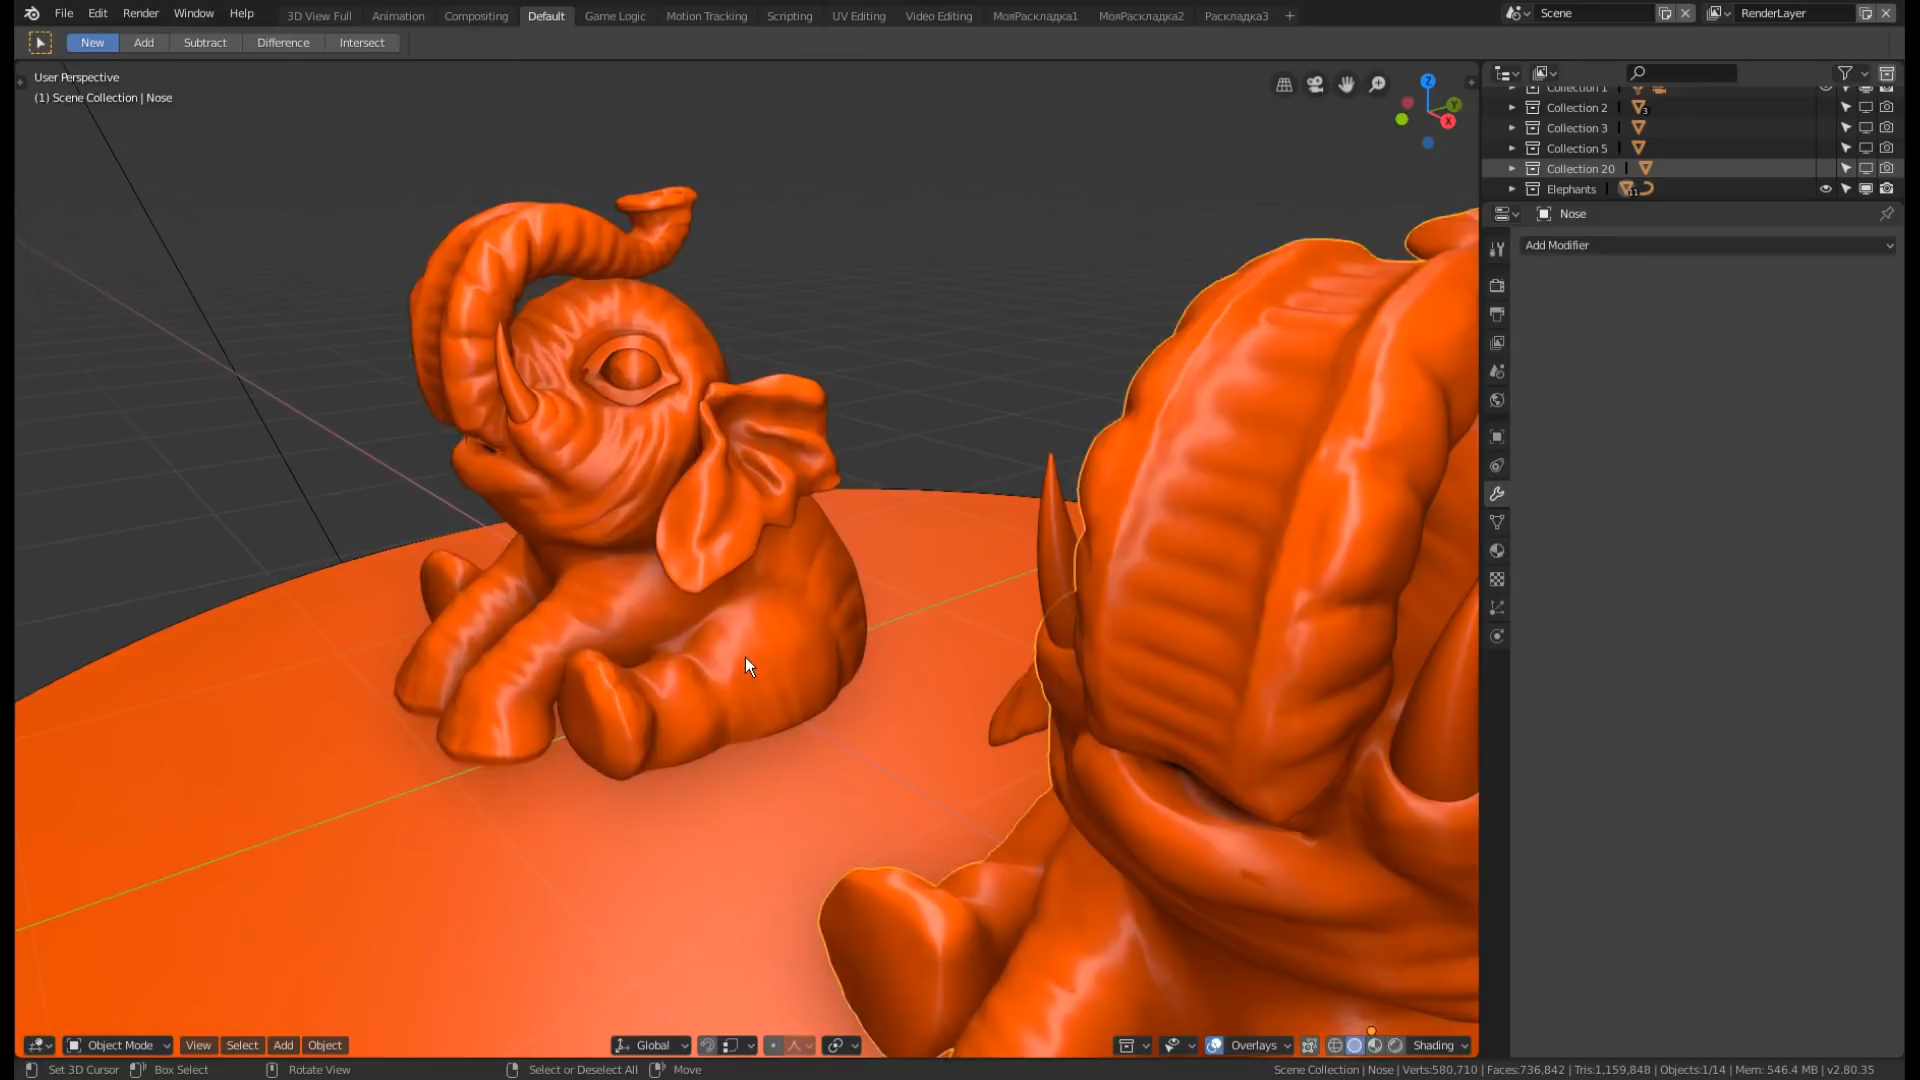 File Edit Render Window Help 3D View Full Animation Compositing Default Game Logic Motion Tracking Scripting UV Editing Video Editing МояРаскладка1 МояРаскладка2 Раскладка3 Scene RenderLayer
New Add Subtract Difference Intersect
User Perspective
(1) Scene Collection | Nose
Z
Y
X
Collection 1
Collection 2 3
Collection 3
Collection 5
Collection 20
Elephants 11
Nose
Add Modifier
Object Mode View Select Add Object Global Overlays Shading
Set 3D Cursor Box Select Rotate View Select or Deselect All Move Scene Collection | Nose | Verts:580,710 | Faces:736,842 | Tris:1,159,848 | Objects:1/14 | Mem: 546.4 MB | v2.80.35